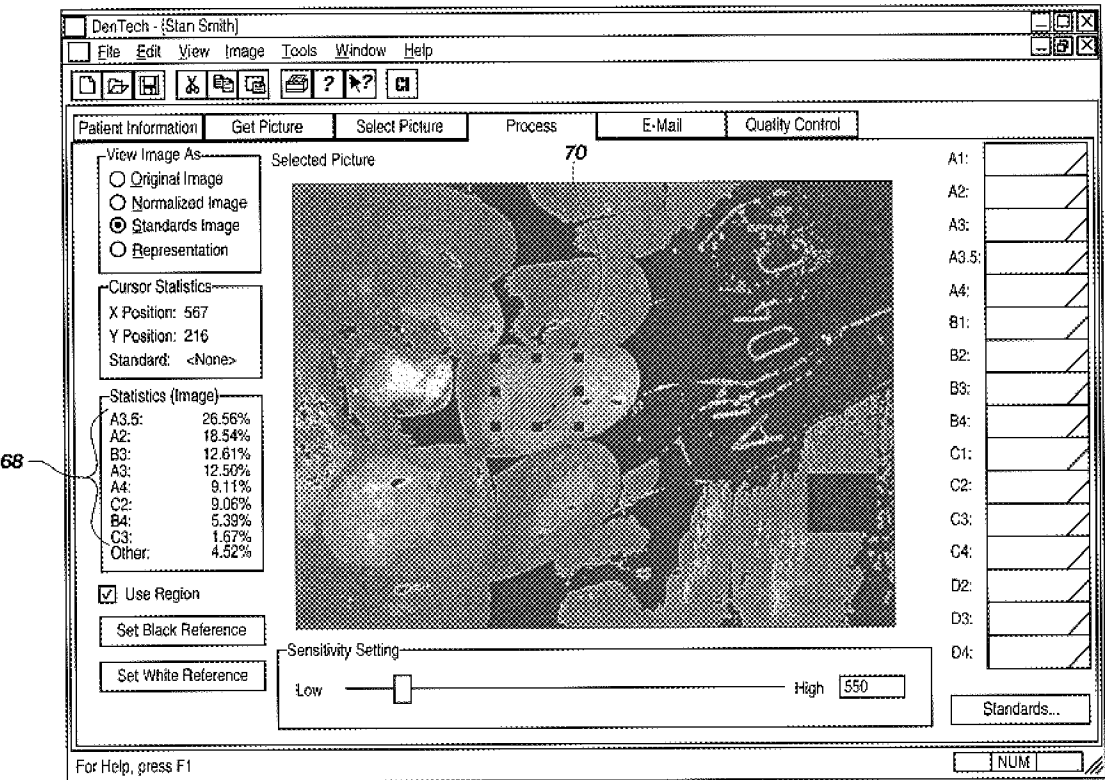 DenTech - [Stan Smith]
File Edit View Image Tools Window Help
Patient Information Get Picture Select Picture Process E-Mail Quality Control
View Image As
Original Image
Normalized Image
Standards Image
Representation
Cursor Statistics
X Position: 567
Y Position: 216
Standard: <None>
Statistics (Image)
A3.5: 26.56%
A2: 18.54%
B3: 12.61%
A3: 12.50%
A4: 9.11%
C2: 9.06%
B4: 5.39%
C3: 1.67%
Other: 4.52%
68
Use Region
Set Black Reference
Set White Reference
Selected Picture
70
Sensitivity Setting
Low High 550
A1:
A2:
A3:
A3.5:
A4:
B1:
B2:
B3:
B4:
C1:
C2:
C3:
C4:
D2:
D3:
D4:
Standards...
For Help, press F1
NUM